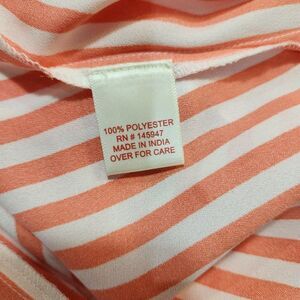 100% POLYESTER
RN # 145947
MADE IN INDIA
OVER FOR CARE